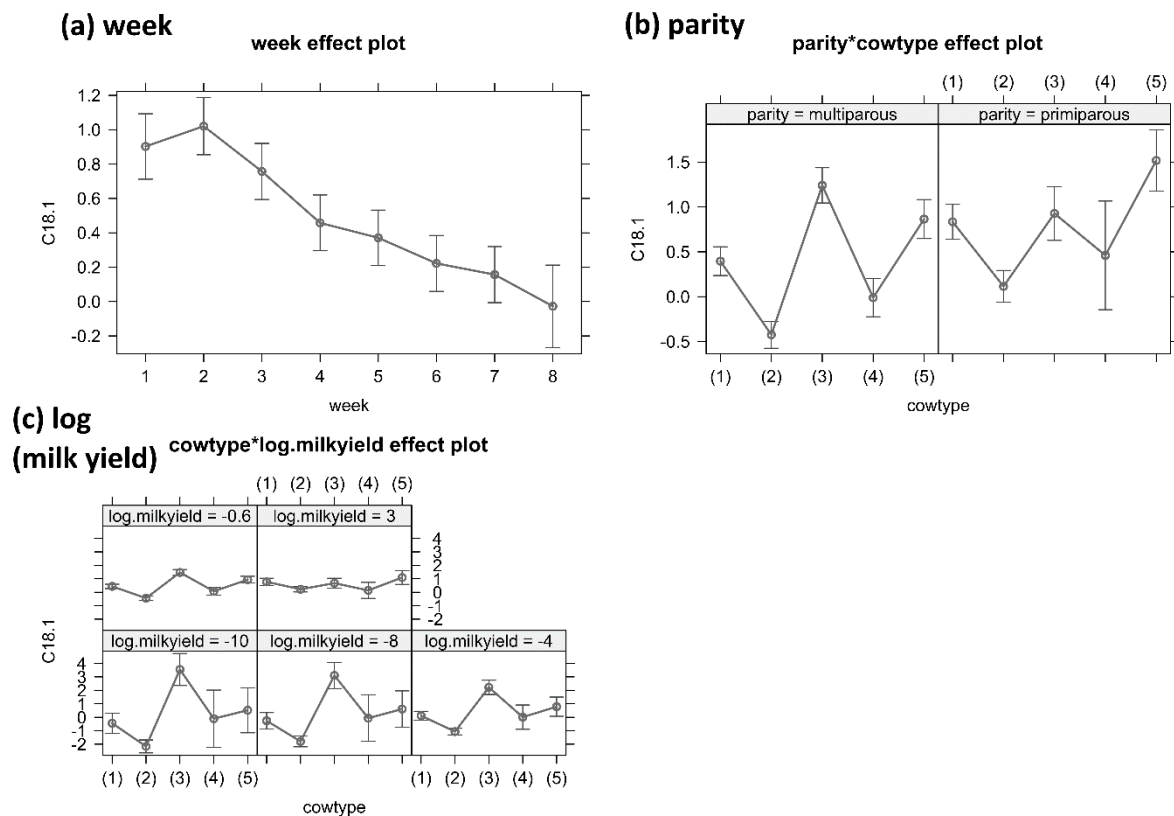 (a) week
week effect plot
C18.1
1.2
1.0
0.8
0.6
0.4
0.2
0.0
-0.2
1 2 3 4 5 6 7 8
week
(b) parity
parity*cowtype effect plot
(1) (2) (3) (4) (5)
parity = multiparous parity = primiparous
C18.1
1.5
1.0
0.5
0.0
-0.5
(1) (2) (3) (4) (5)
cowtype
(c) log
(milk yield)
cowtype*log.milkyield effect plot
(1) (2) (3) (4) (5)
log.milkyield = -0.6 log.milkyield = 3
4
3
2
1
0
-1
-2
C18.1
log.milkyield = -10 log.milkyield = -8 log.milkyield = -4
4
3
2
1
0
-1
-2
(1) (2) (3) (4) (5) (1) (2) (3) (4) (5) (1) (2) (3) (4) (5)
cowtype